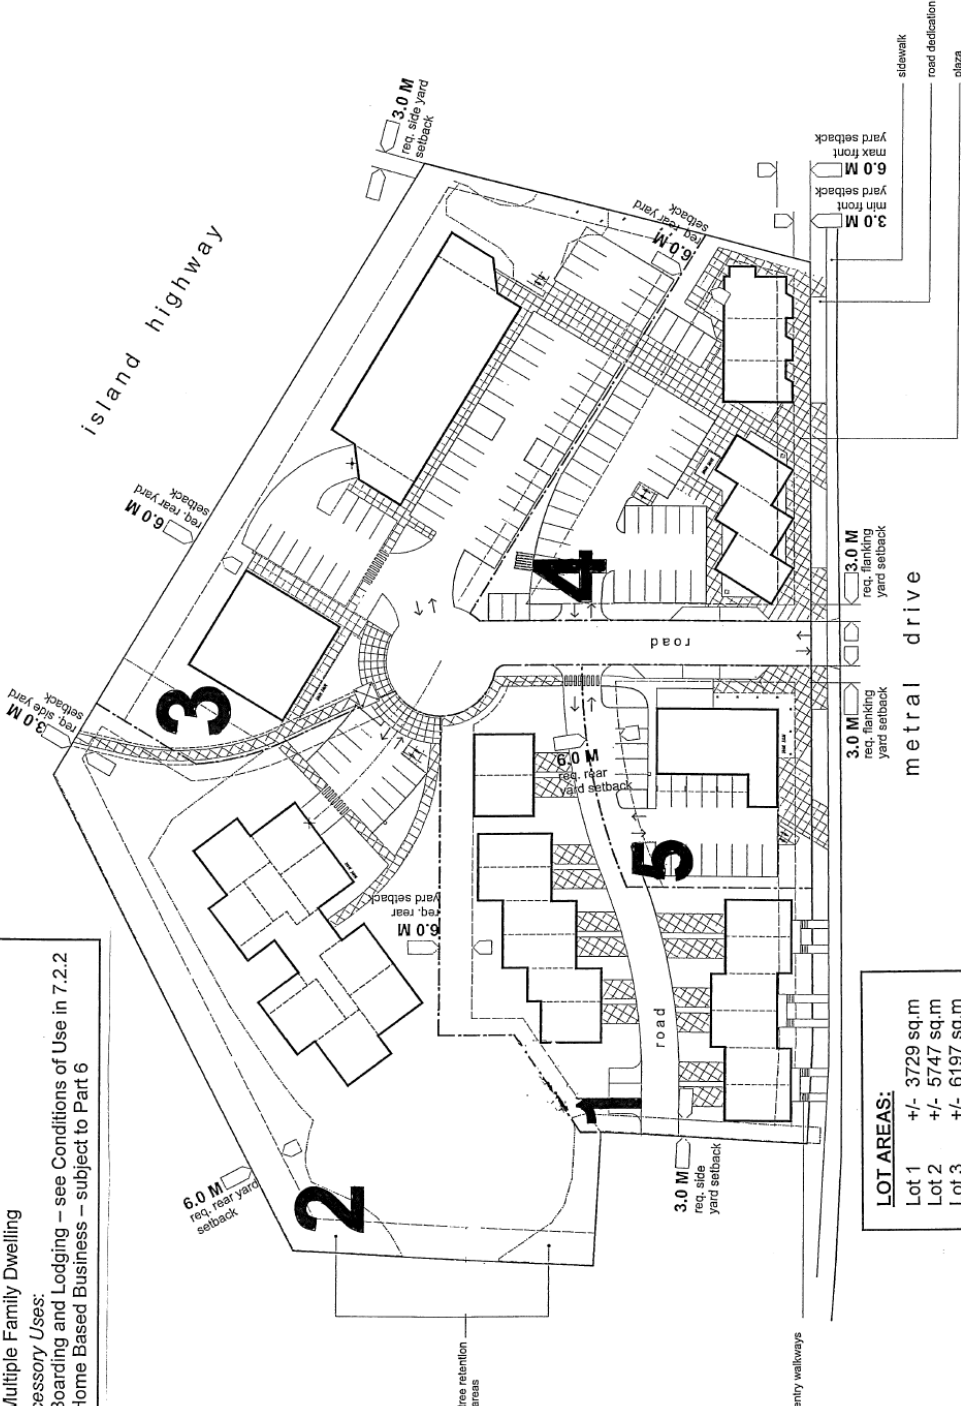 Multiple Family Dwelling
cessory Uses:
Boarding and Lodging – see Conditions of Use in 7.2.2
Home Based Business – subject to Part 6
island highway
3.0 M
req. side yard
setback
6.0 M
req. rear yard
setback
3.0 M
req. side yard
setback
6.0 M
req. rear yard
setback
6.0 M
max front
yard setback
3.0 M
min front
yard setback
sidewalk
road dedication
plaza
3
4
road
3.0 M
req. flanking
yard setback
3.0 M
req. flanking
yard setback
metral drive
6.0 M
req. rear
yard setback
5
6.0 M
req. rear
yard setback
road
1
2
6.0 M
req. rear yard
setback
3.0 M
req. side
yard setback
tree retention
areas
entry walkways
LOT AREAS:
Lot 1 +/- 3729 sq.m
Lot 2 +/- 5747 sq.m
Lot 3 +/- 6197 sq.m